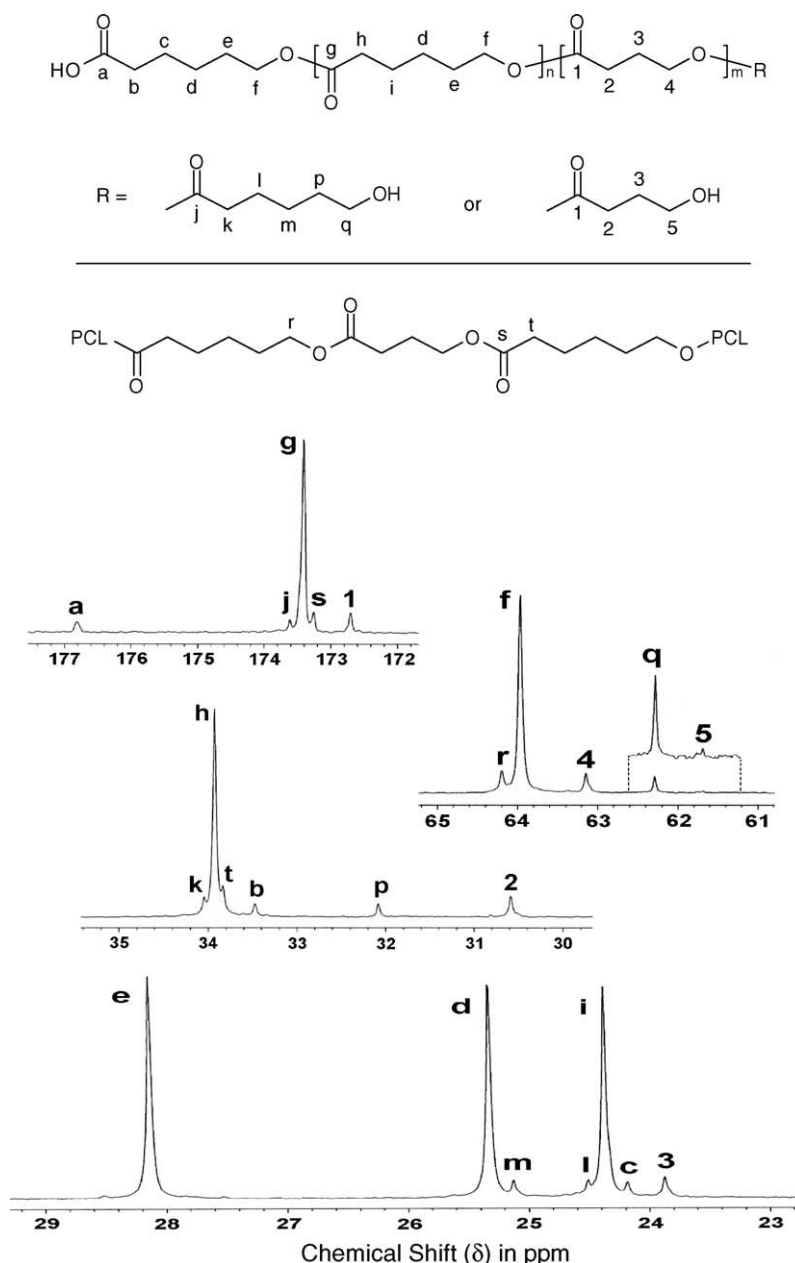 O
HO
a
b
c
d
e
f
O
g
O
h
i
d
e
f
O
n
O
1
2
3
4
O
m
R
R =
O
j
k
l
m
p
q
OH
or
O
1
2
3
5
OH
PCL
O
r
O
O
O
s
O
t
O
PCL
g
a
j
s
1
177 176 175 174 173 172
f
q
r
4
5
65 64 63 62 61
h
k
t
b
p
2
35 34 33 32 31 30
e
d
i
m
l
c
3
29 28 27 26 25 24 23
Chemical Shift (δ) in ppm